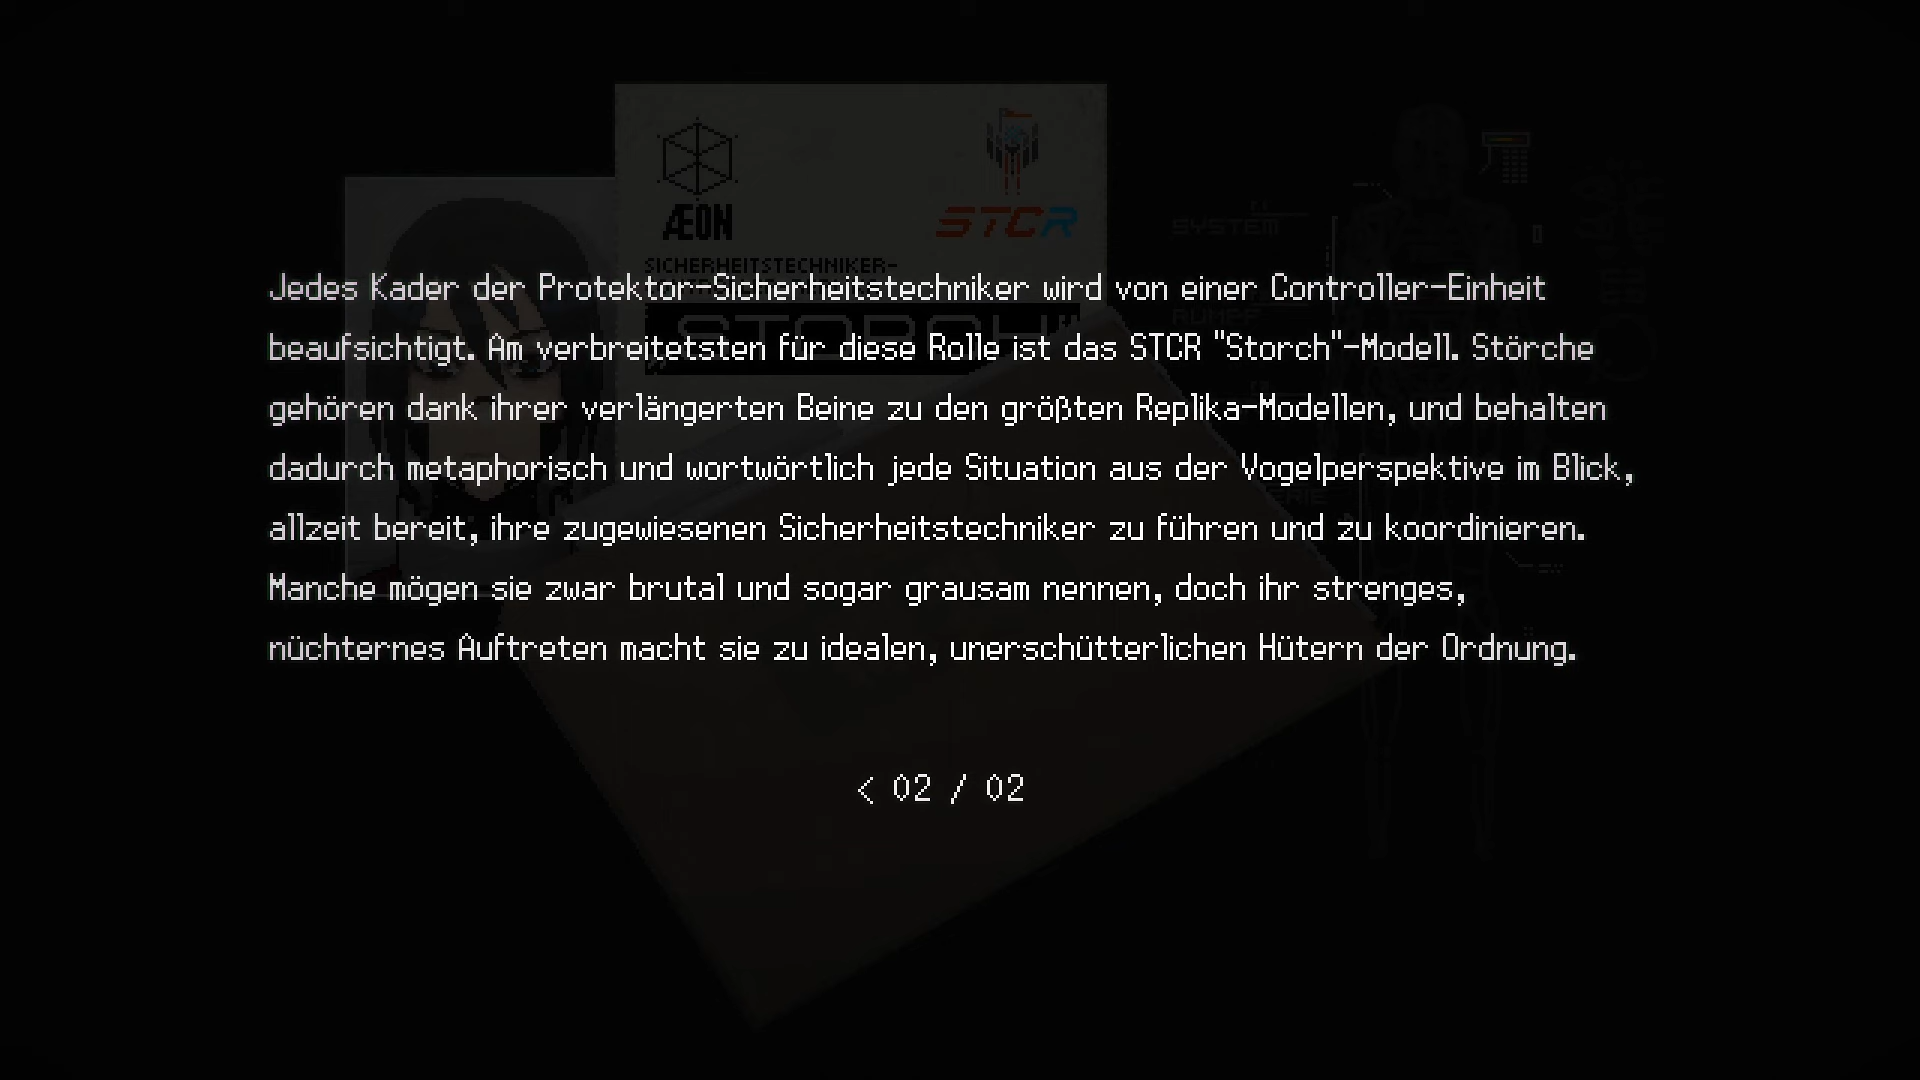 ÆON
STCR
SICHERHEITSTECHNIKER-
SYSTEM
Jedes Kader der Protektor-Sicherheitstechniker wird von einer Controller-Einheit
beaufsichtigt. Am verbreitetsten für diese Rolle ist das STCR "Storch"-Modell. Störche
gehören dank ihrer verlängerten Beine zu den größten Replika-Modellen, und behalten
dadurch metaphorisch und wortwörtlich jede Situation aus der Vogelperspektive im Blick,
allzeit bereit, ihre zugewiesenen Sicherheitstechniker zu führen und zu koordinieren.
Manche mögen sie zwar brutal und sogar grausam nennen, doch ihr strenges,
nüchternes Auftreten macht sie zu idealen, unerschütterlichen Hütern der Ordnung.
< 02 / 02